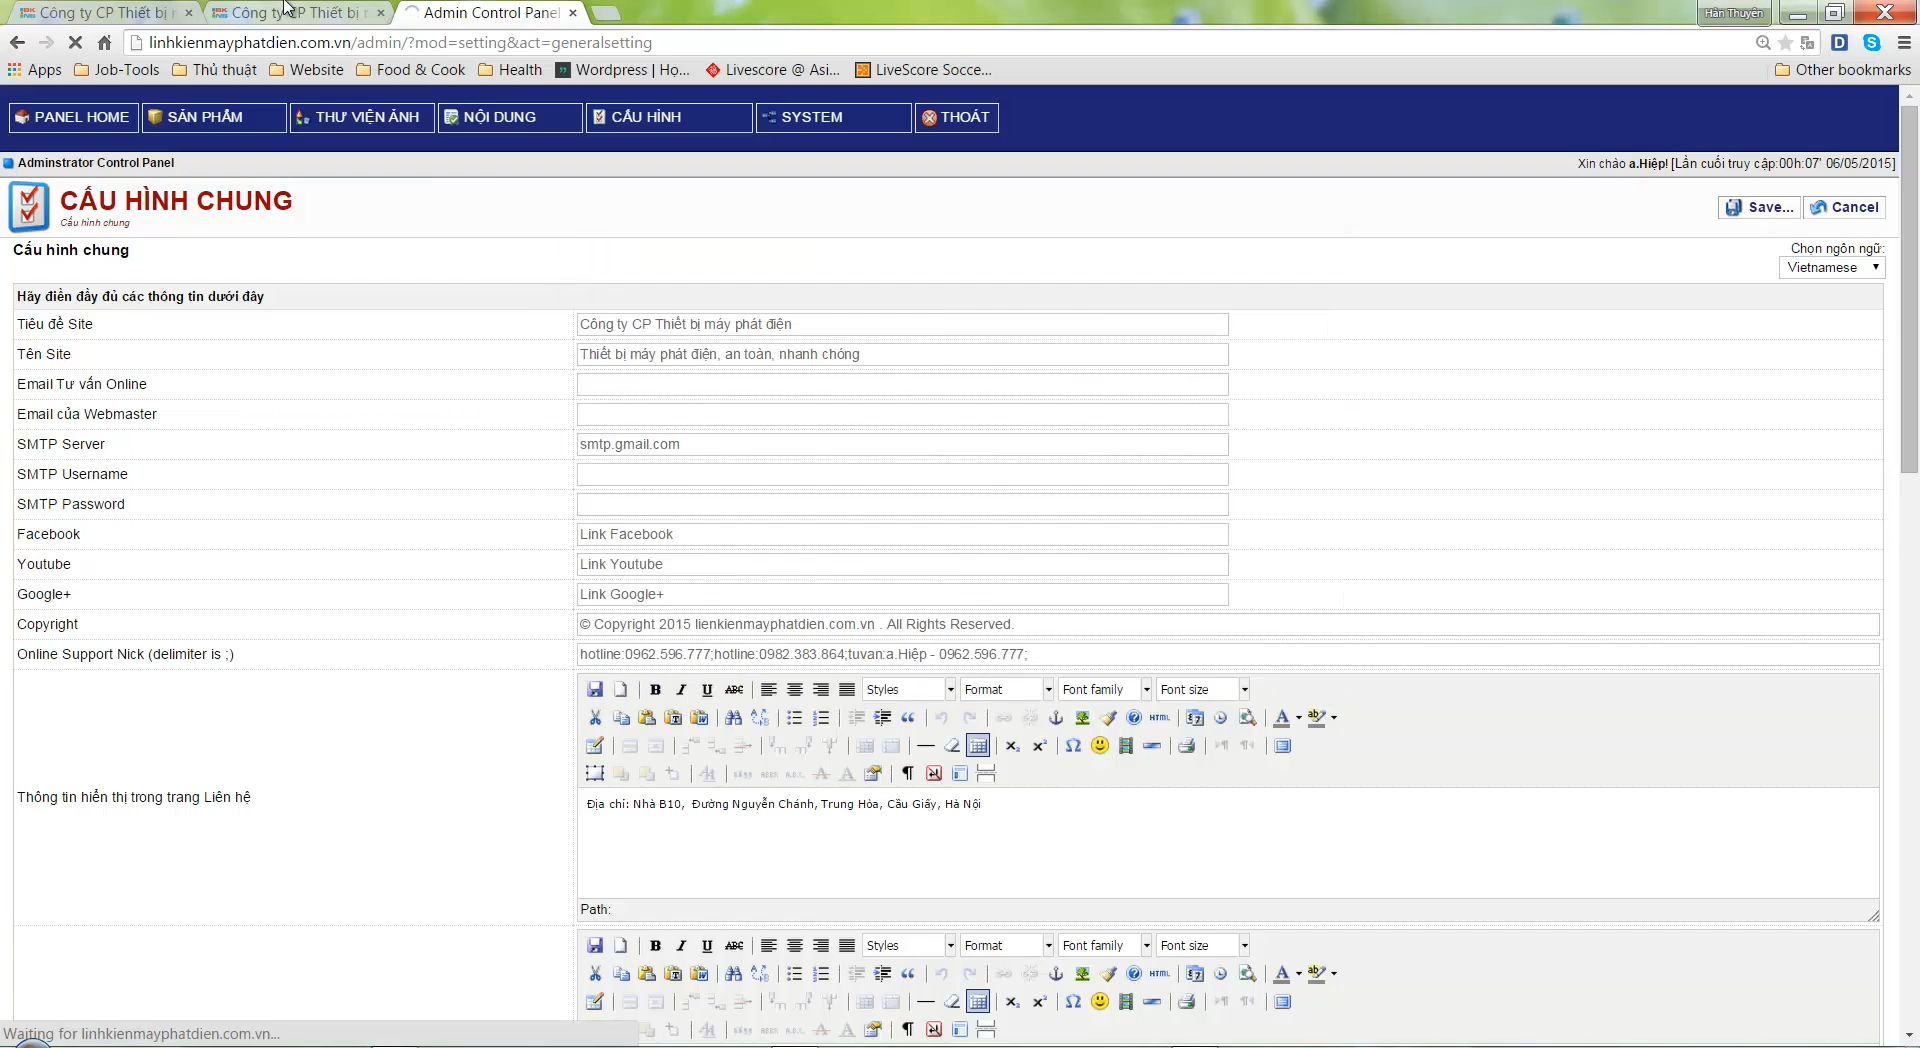 Công ty CP Thiết bị
Công ty CP Thiết bị
Admin Control Panel
Hàn Thuyên
linhkienmayphatdien.com.vn/admin/?mod=setting&act=generalsetting
Apps Job-Tools Thủ thuật Website Food & Cook Health Wordpress | Họ... Livescore @ Asi... LiveScore Socce... Other bookmarks
PANEL HOME SẢN PHẨM THƯ VIỆN ẢNH NỘI DUNG CẤU HÌNH SYSTEM THOÁT
Adminstrator Control Panel
Xin chào a.Hiệp! [Lần cuối truy cập:00h:07' 06/05/2015]
CẤU HÌNH CHUNG
Cấu hình chung
Save... Cancel
Cấu hình chung
Chọn ngôn ngữ:
Vietnamese
Hãy điền đầy đủ các thông tin dưới đây
Tiêu đề Site Công ty CP Thiết bị máy phát điện
Tên Site Thiết bị máy phát điện, an toàn, nhanh chóng
Email Tư vấn Online
Email của Webmaster
SMTP Server smtp.gmail.com
SMTP Username
SMTP Password
Facebook Link Facebook
Youtube Link Youtube
Google+ Link Google+
Copyright © Copyright 2015 lienkienmayphatdien.com.vn . All Rights Reserved.
Online Support Nick (delimiter is ;) hotline:0962.596.777;hotline:0982.383.864;tuvan:a.Hiệp - 0962.596.777;
B I U ABC Styles Format Font family Font size
HTML
Thông tin hiển thị trong trang Liên hệ
Địa chỉ: Nhà B10, Đường Nguyễn Chánh, Trung Hòa, Cầu Giấy, Hà Nội
Path:
B I U ABC Styles Format Font family Font size
HTML
Waiting for linhkienmayphatdien.com.vn...